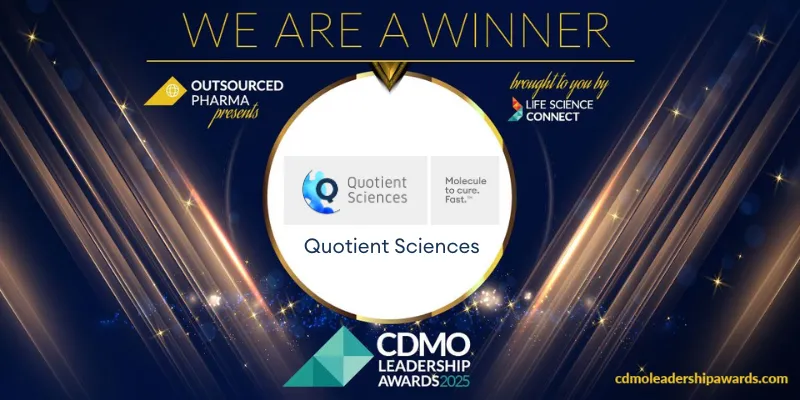 WE ARE A WINNER
OUTSOURCED
PHARMA
presents
brought to you by
LIFE SCIENCE
CONNECT
Q Quotient
Sciences
Molecule
to cure.
Fast.™
Quotient Sciences
CDMO
LEADERSHIP
AWARDS2025
cdmoleadershipawards.com